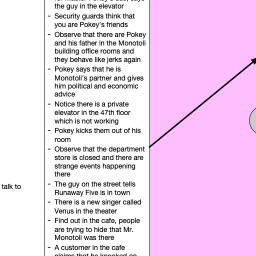 the guy in the elevator
- Security guards think that
you are Pokey's friends
- Observe that there are Pokey
and his father in the Monotoli
building office rooms and
they behave like jerks again
- Pokey says that he is
Monotoli's partner and gives
him political and economic
advice
- Notice there is a private
elevator in the 47th floor
which is not working
- Pokey kicks them out of his
room
- Observe that the department
store is closed and there are
strange events happening
there
- The guy on the street tells
Runaway Five is in town
talk to
- There is a new singer called
Venus in the theater
- Find out in the cafe, people
are trying to hide that Mr.
Monotoli was there
- A customer in the cafe